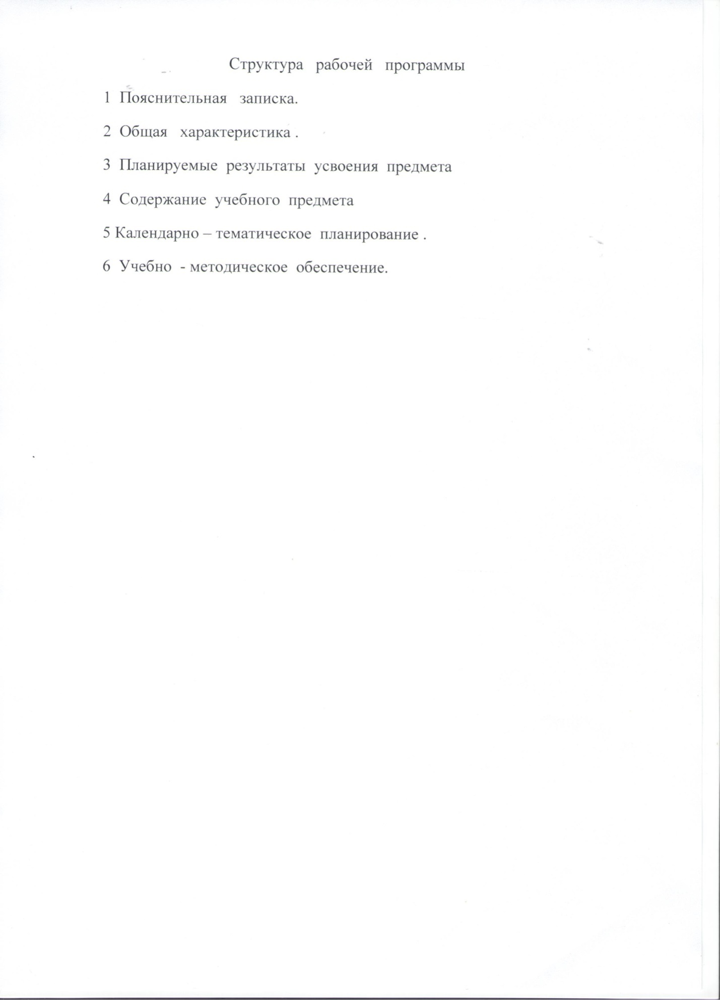 Структура рабочей программы
1 Пояснительная записка.
2 Общая характеристика .
3 Планируемые результаты усвоения предмета
4 Содержание учебного предмета
5 Календарно – тематическое планирование .
6 Учебно - методическое обеспечение.